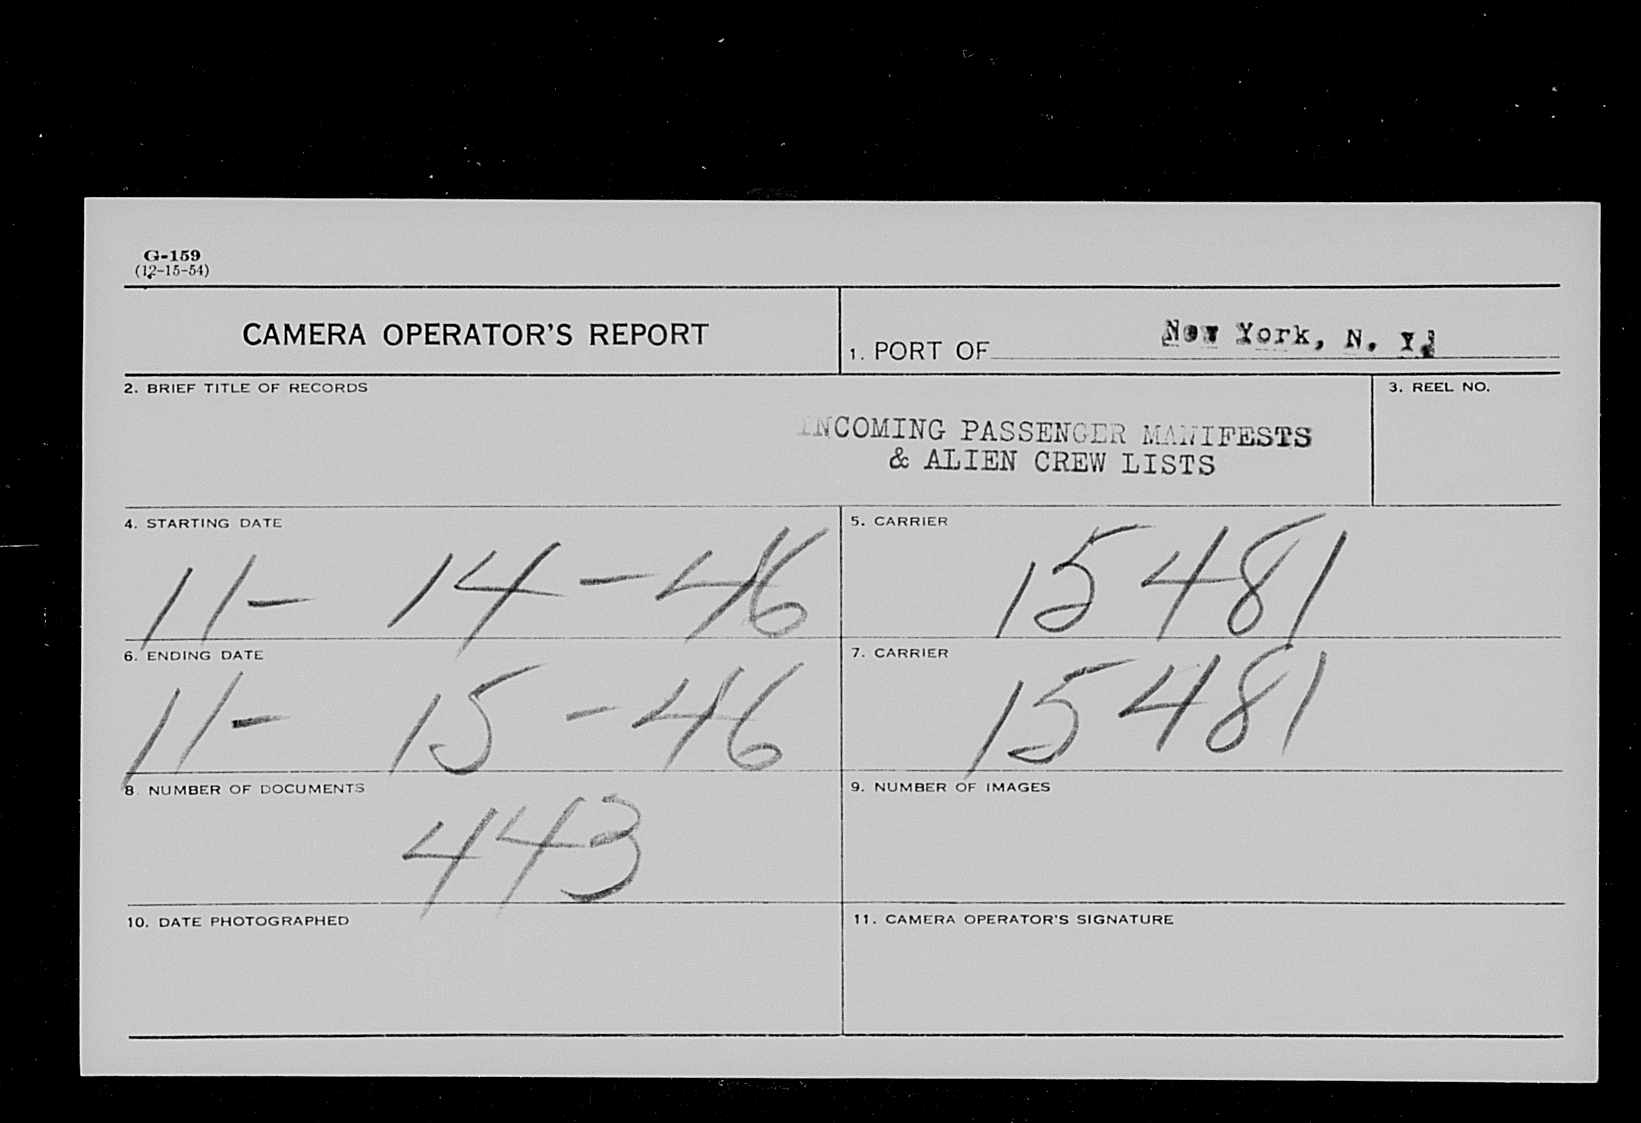 G-159
(12-15-54)
CAMERA OPERATOR'S REPORT
1. PORT OF New York, N. Y.
2. BRIEF TITLE OF RECORDS
INCOMING PASSENGER MANIFESTS
& ALIEN CREW LISTS
3. REEL NO.
4. STARTING DATE
11- 14-46
5. CARRIER
15481
6. ENDING DATE
11- 15-46
7. CARRIER
15481
8. NUMBER OF DOCUMENTS
443
9. NUMBER OF IMAGES
10. DATE PHOTOGRAPHED
11. CAMERA OPERATOR'S SIGNATURE